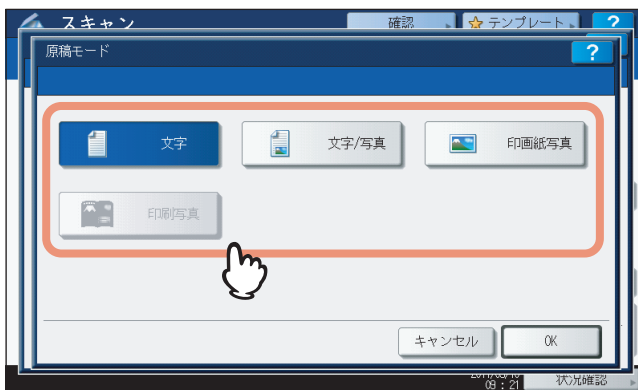 スキャン
確認
テンプレート
?
原稿モード
?
文字
文字/写真
印画紙写真
印刷写真
キャンセル
OK
09:21
状況確認